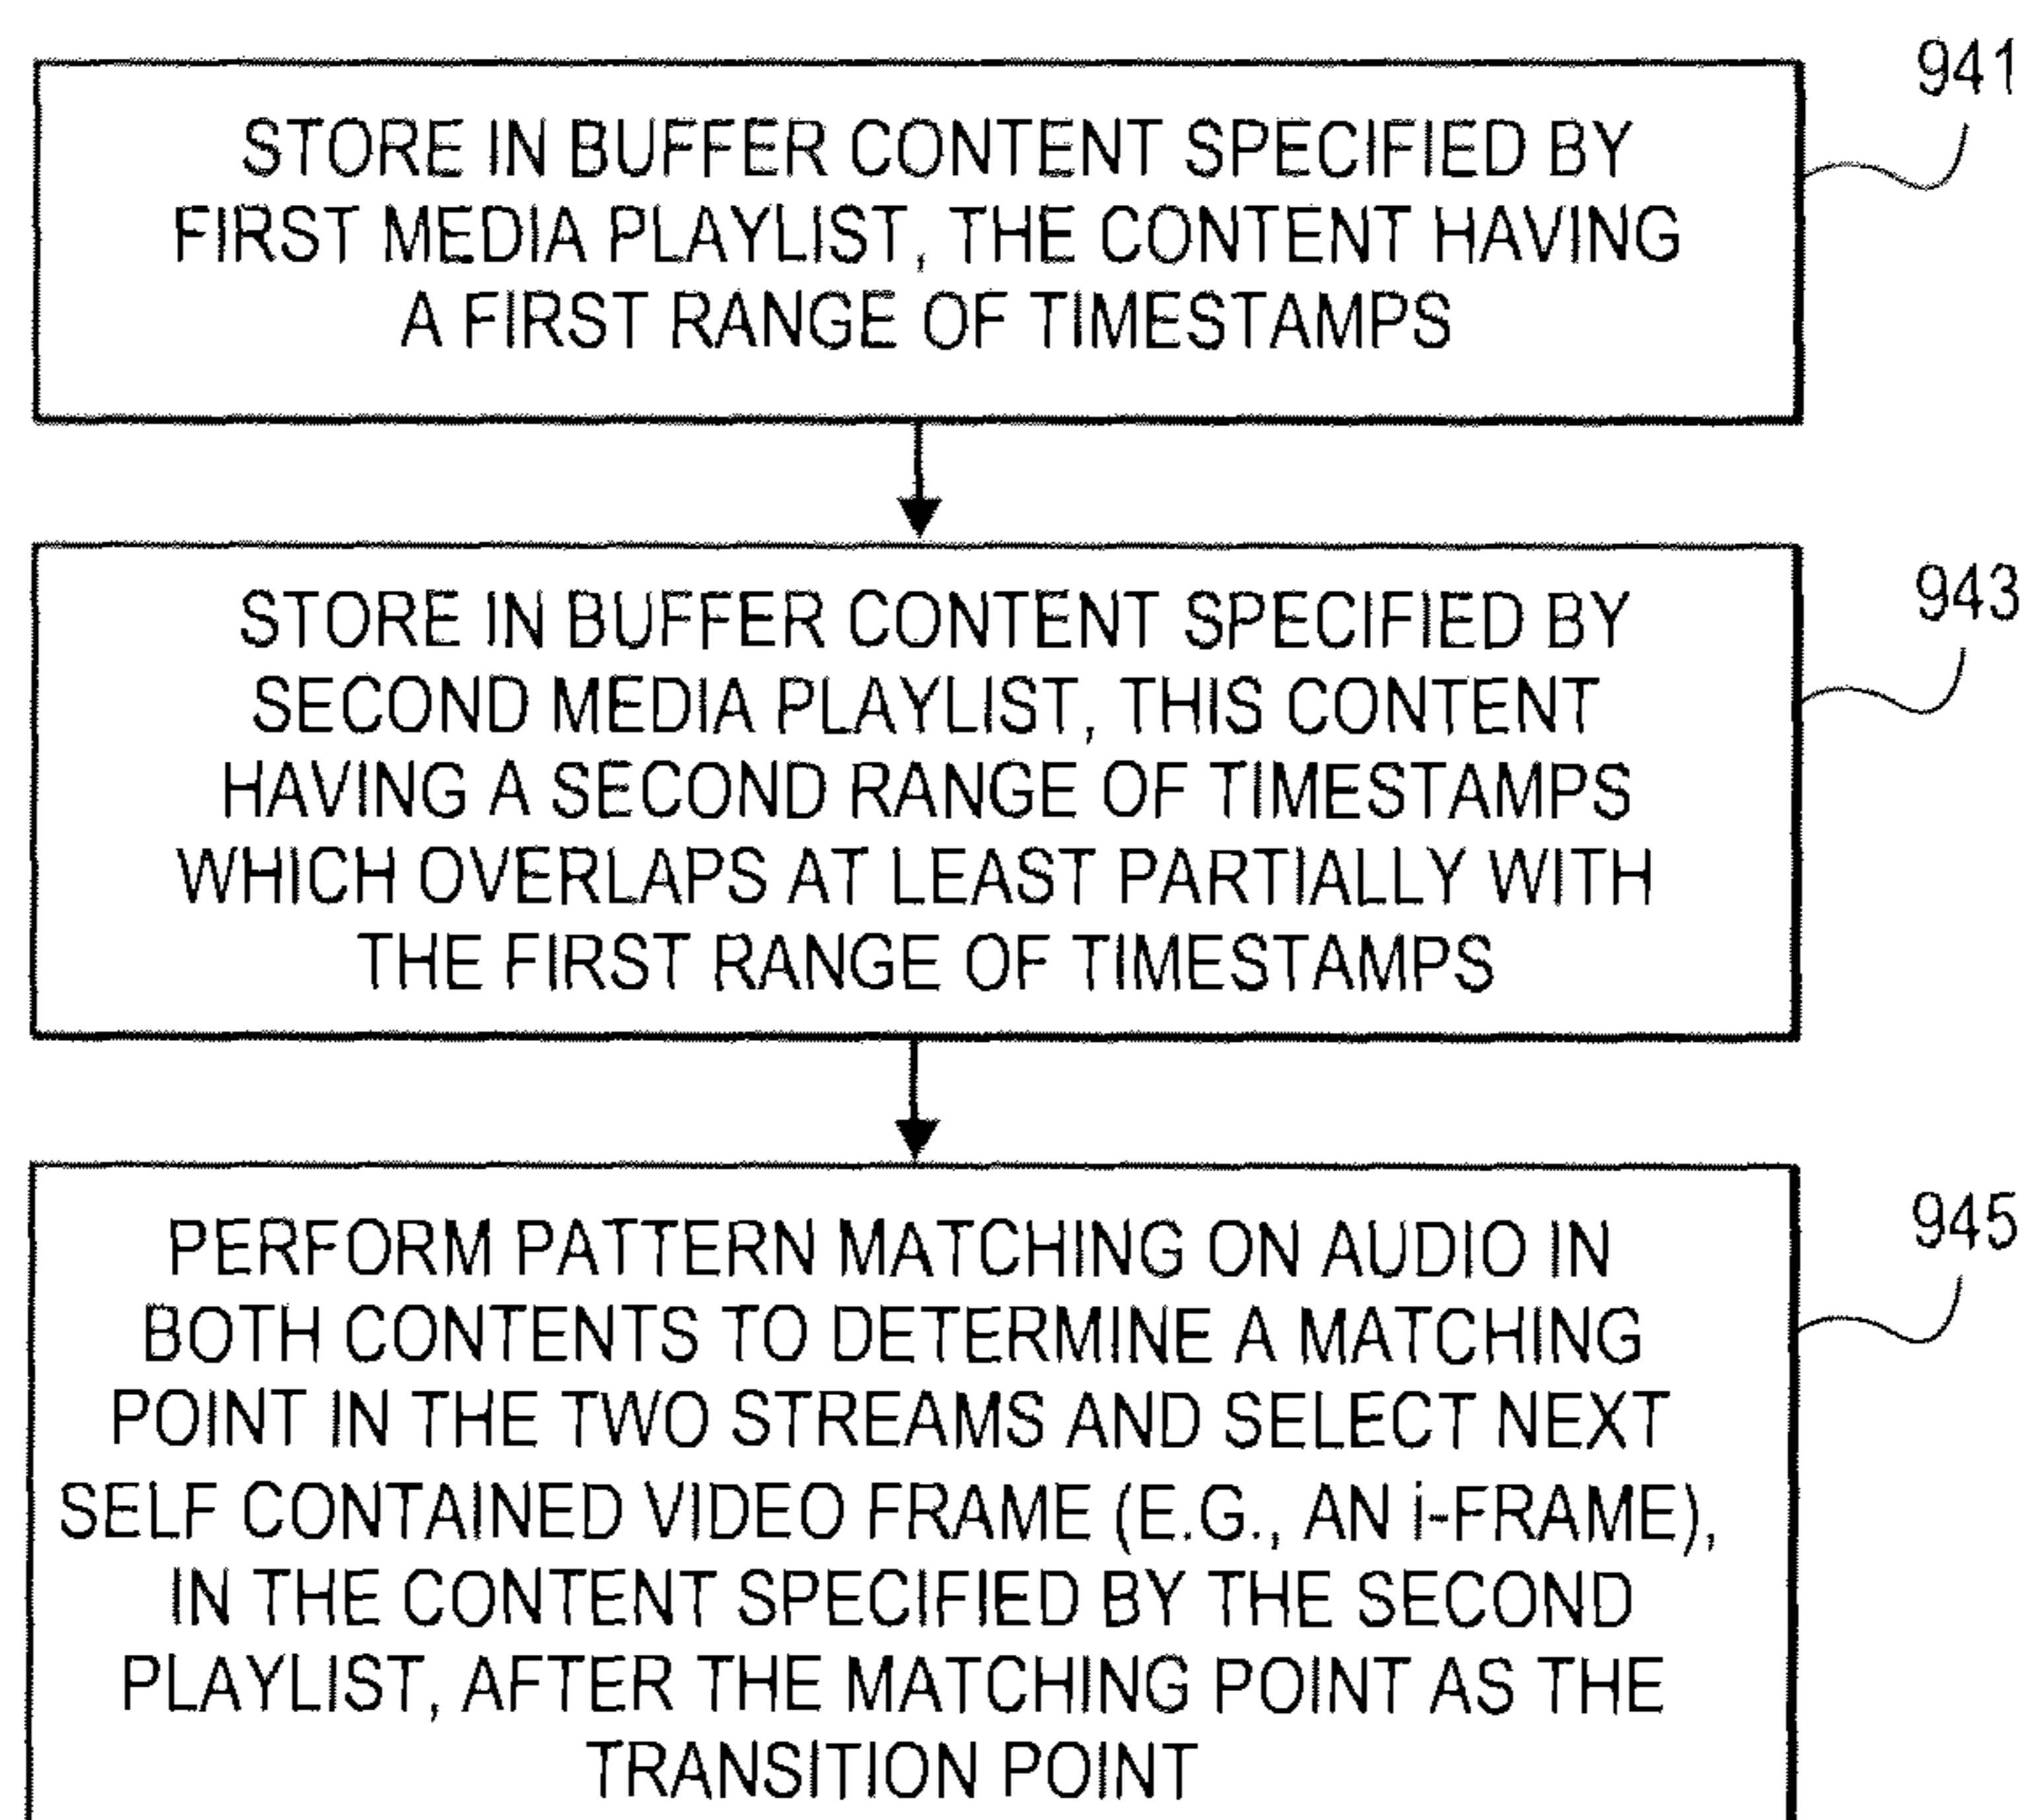 941
STORE IN BUFFER CONTENT SPECIFIED BY
FIRST MEDIA PLAYLIST, THE CONTENT HAVING
A FIRST RANGE OF TIMESTAMPS
943
STORE IN BUFFER CONTENT SPECIFIED BY
SECOND MEDIA PLAYLIST, THIS CONTENT
HAVING A SECOND RANGE OF TIMESTAMPS
WHICH OVERLAPS AT LEAST PARTIALLY WITH
THE FIRST RANGE OF TIMESTAMPS
945
PERFORM PATTERN MATCHING ON AUDIO IN
BOTH CONTENTS TO DETERMINE A MATCHING
POINT IN THE TWO STREAMS AND SELECT NEXT
SELF CONTAINED VIDEO FRAME (E.G., AN i-FRAME),
IN THE CONTENT SPECIFIED BY THE SECOND
PLAYLIST, AFTER THE MATCHING POINT AS THE
TRANSITION POINT